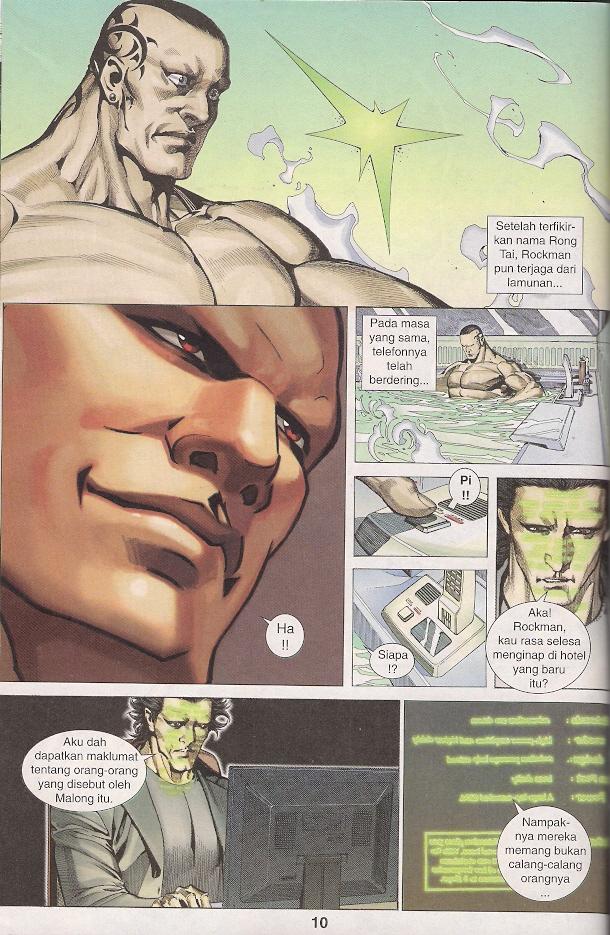 Setelah terfikir-
kan nama Rong
Tai, Rockman
pun terjaga dari
lamunan...
Pada masa
yang sama,
telefonnya
telah
berdering...
Ha
!!
Pi
!!
Siapa
!?
Aka!
Rockman,
kau rasa selesa
menginap di hotel
yang baru
itu?
Aku dah
dapatkan maklumat
tentang orang-orang
yang disebut oleh
Malong itu.
Nampak-
nya mereka
memang bukan
calang-calang
orangnya
...
10